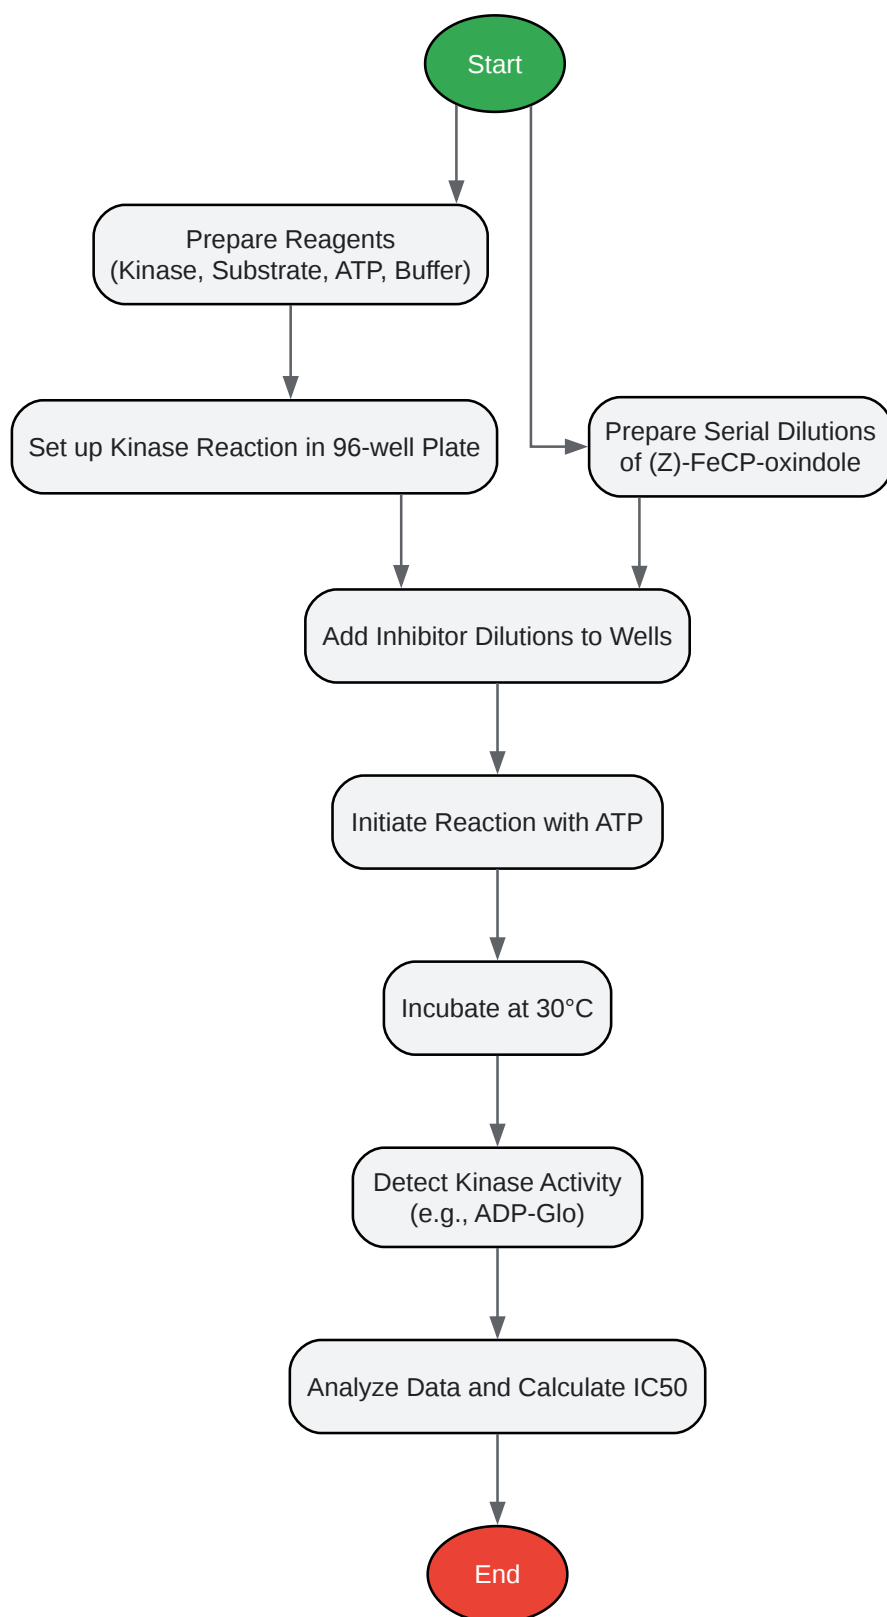 Start
Prepare Reagents
(Kinase, Substrate, ATP, Buffer)
Set up Kinase Reaction in 96-well Plate
Prepare Serial Dilutions
of (Z)-FeCP-oxindole
Add Inhibitor Dilutions to Wells
Initiate Reaction with ATP
Incubate at 30°C
Detect Kinase Activity
(e.g., ADP-Glo)
Analyze Data and Calculate IC50
End